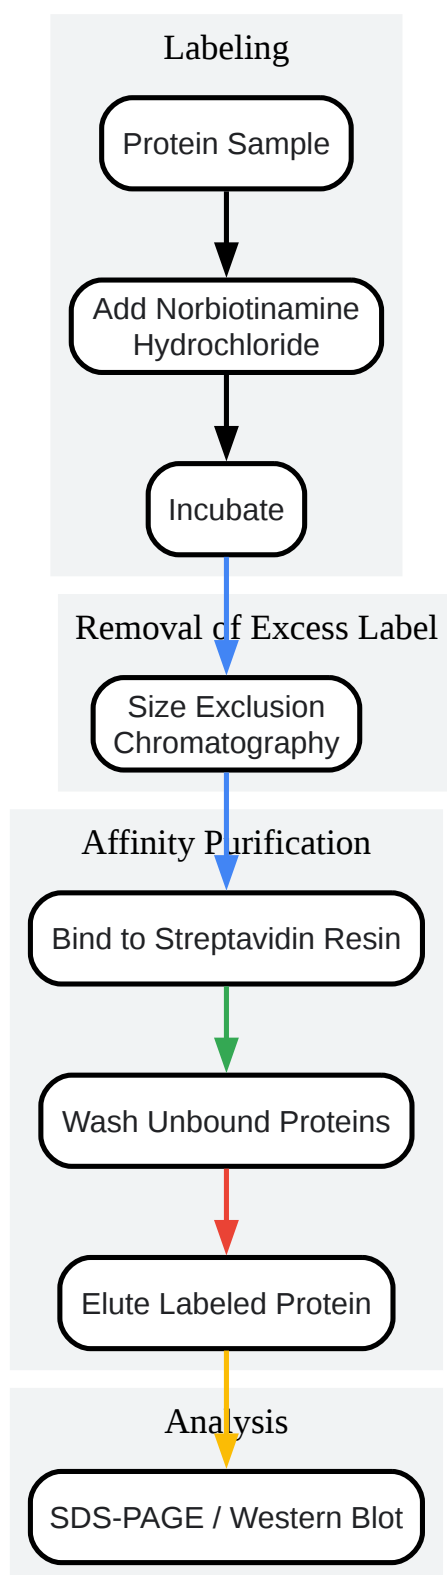 Labeling
Protein Sample
Add Norbiotinamine
Hydrochloride
Incubate
Removal of Excess Label
Size Exclusion
Chromatography
Affinity Purification
Bind to Streptavidin Resin
Wash Unbound Proteins
Elute Labeled Protein
Analysis
SDS-PAGE / Western Blot